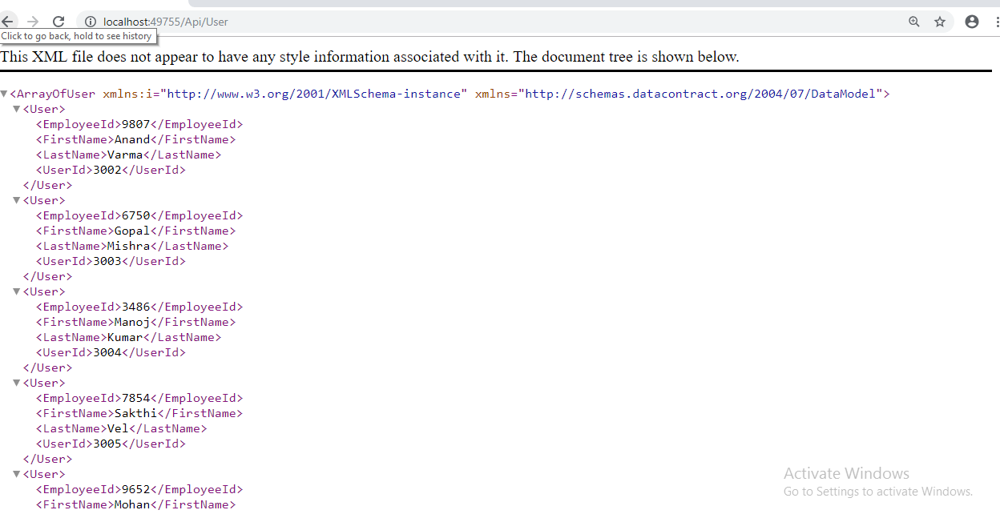 localhost:49755/Api/User
Click to go back, hold to see history
This XML file does not appear to have any style information associated with it. The document tree is shown below.
▼<ArrayOfUser xmlns:i="http://www.w3.org/2001/XMLSchema-instance" xmlns="http://schemas.datacontract.org/2004/07/DataModel">
▼<User>
<EmployeeId>9807</EmployeeId>
<FirstName>Anand</FirstName>
<LastName>Varma</LastName>
<UserId>3002</UserId>
</User>
▼<User>
<EmployeeId>6750</EmployeeId>
<FirstName>Gopal</FirstName>
<LastName>Mishra</LastName>
<UserId>3003</UserId>
</User>
▼<User>
<EmployeeId>3486</EmployeeId>
<FirstName>Manoj</FirstName>
<LastName>Kumar</LastName>
<UserId>3004</UserId>
</User>
▼<User>
<EmployeeId>7854</EmployeeId>
<FirstName>Sakthi</FirstName>
<LastName>Vel</LastName>
<UserId>3005</UserId>
</User>
▼<User>
<EmployeeId>9652</EmployeeId>
<FirstName>Mohan</FirstName>
Activate Windows
Go to Settings to activate Windows.